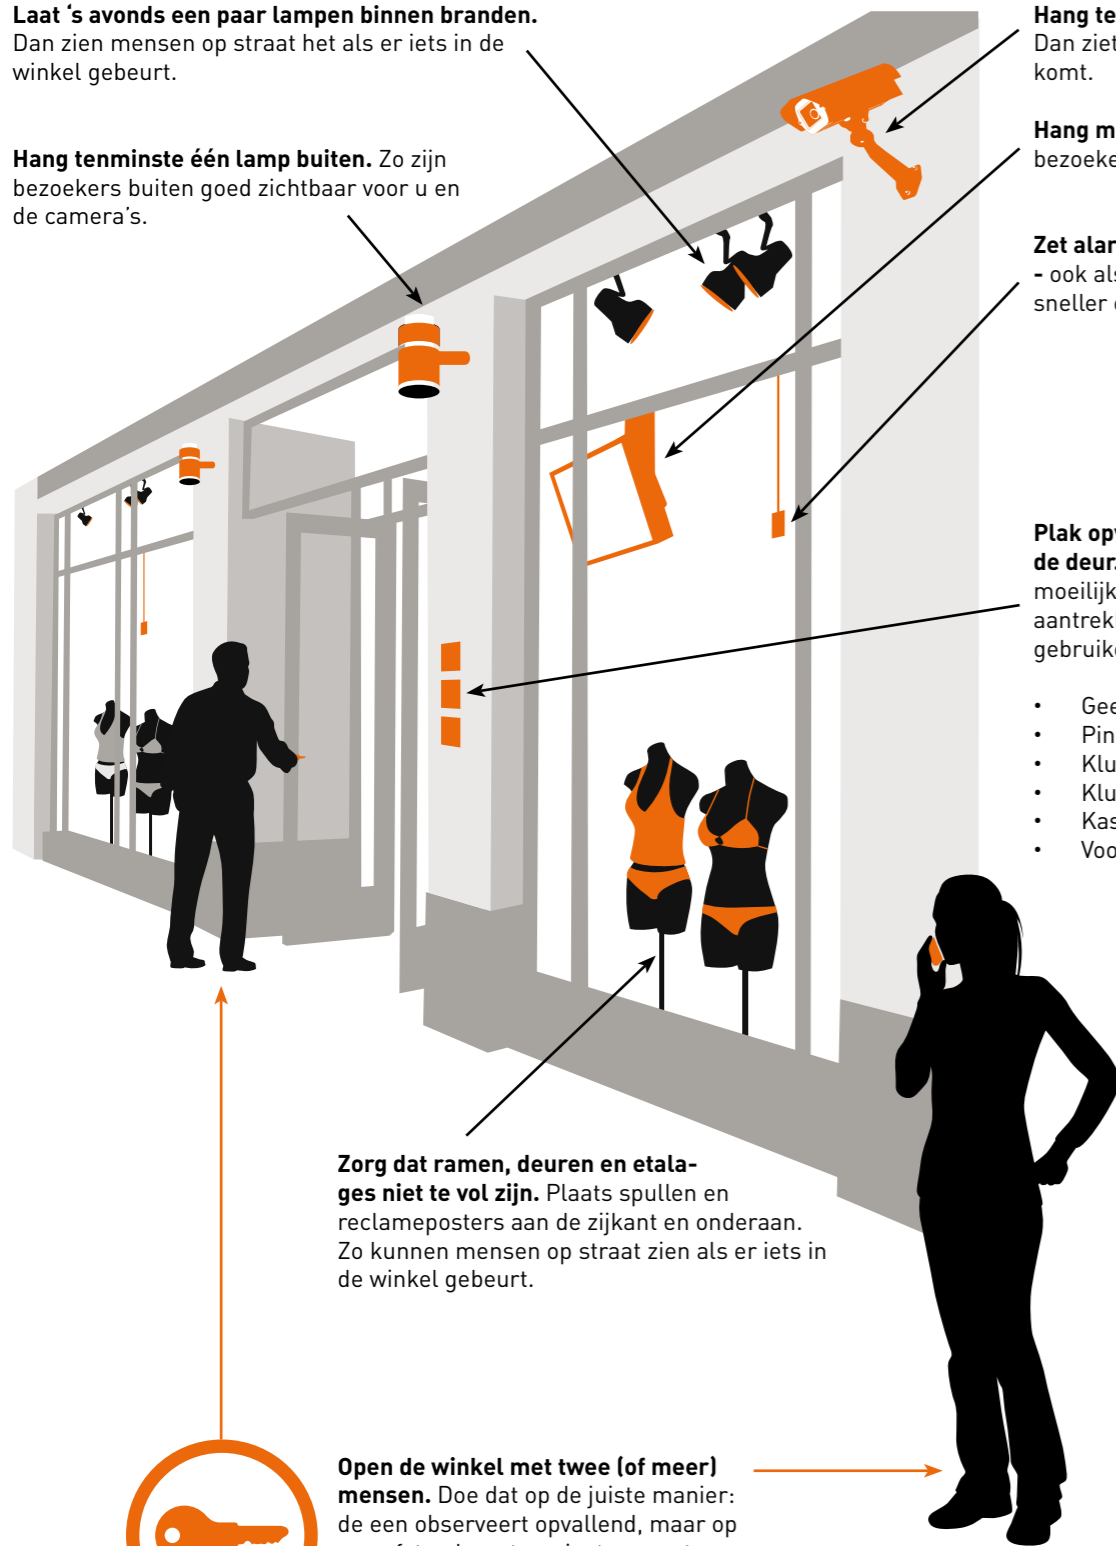 Laat ‘s avonds een paar lampen binnen branden.
Dan zien mensen op straat het als er iets in de
winkel gebeurt.
Hang tenminste één lamp buiten. Zo zijn
bezoekers buiten goed zichtbaar voor u en
de camera’s.
Hang te
Dan ziet
komt.
Hang m
bezoeke
Zet alar
- ook als
sneller
Plak opv
de deur.
moeilijk
aantrek
gebruike
• Gee
• Pin
• Klu
• Klu
• Kas
• Voo
Zorg dat ramen, deuren en etala-
ges niet te vol zijn. Plaats spullen en
reclameposters aan de zijkant en onderaan.
Zo kunnen mensen op straat zien als er iets in
de winkel gebeurt.
Open de winkel met twee (of meer)
mensen. Doe dat op de juiste manier:
de een observeert opvallend, maar op